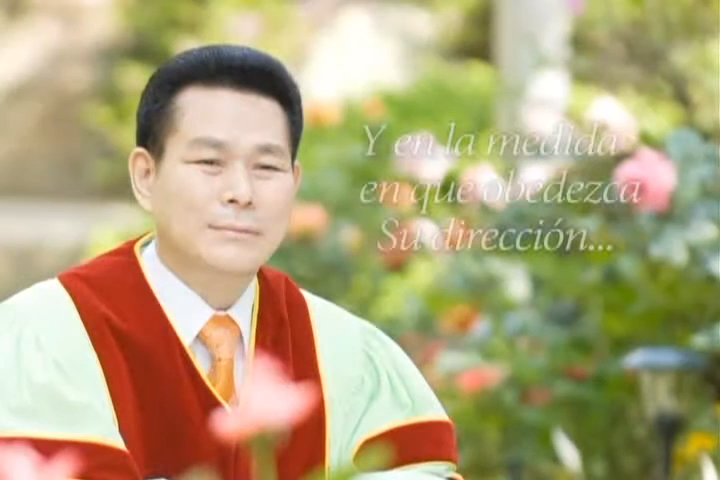 Y en la medida
en que obedezca
Su dirección...